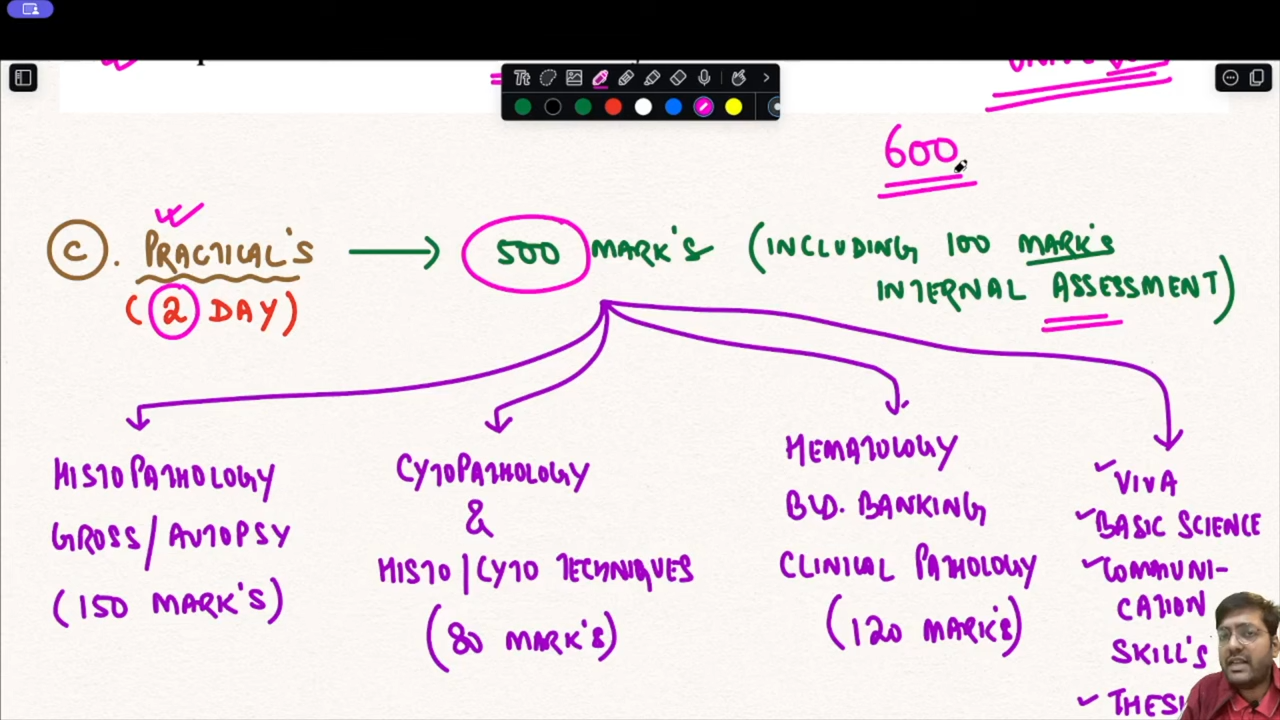 600
C. PRACTICAL'S → 500 MARK'S (INCLUDING 100 MARK'S
INTERNAL ASSESSMENT)
(2 DAY)
HISTOPATHOLOGY
GROSS/AUTOPSY
(150 MARK'S)
CYTOPATHOLOGY
&
HISTO/CYTO TECHNIQUES
(80 MARK'S)
HEMATOLOGY
BLD. BANKING
CLINICAL PATHOLOGY
(120 MARK'S)
VIVA
BASIC SCIENCE
COMMUNI-
CATION
SKILL'S